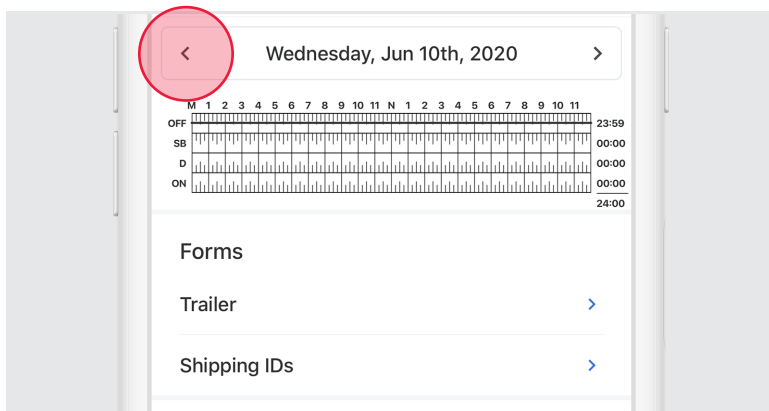 Wednesday, Jun 10th, 2020
M 1 2 3 4 5 6 7 8 9 10 11 N 1 2 3 4 5 6 7 8 9 10 11
OFF 23:59
SB 00:00
D 00:00
ON 00:00
24:00
Forms
Trailer
Shipping IDs